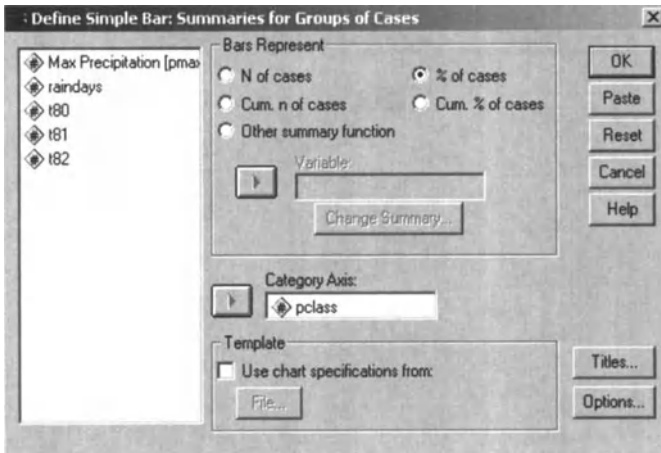 Define Simple Bar: Summaries for Groups of Cases
Max Precipitation [pmax
raindays
t80
t81
t82
Bars Represent
N of cases
% of cases
Cum. n of cases
Cum. % of cases
Other summary function
Variable:
Change Summary...
Category Axis:
pclass
Template
Use chart specifications from:
File...
OK
Paste
Reset
Cancel
Help
Titles...
Options...